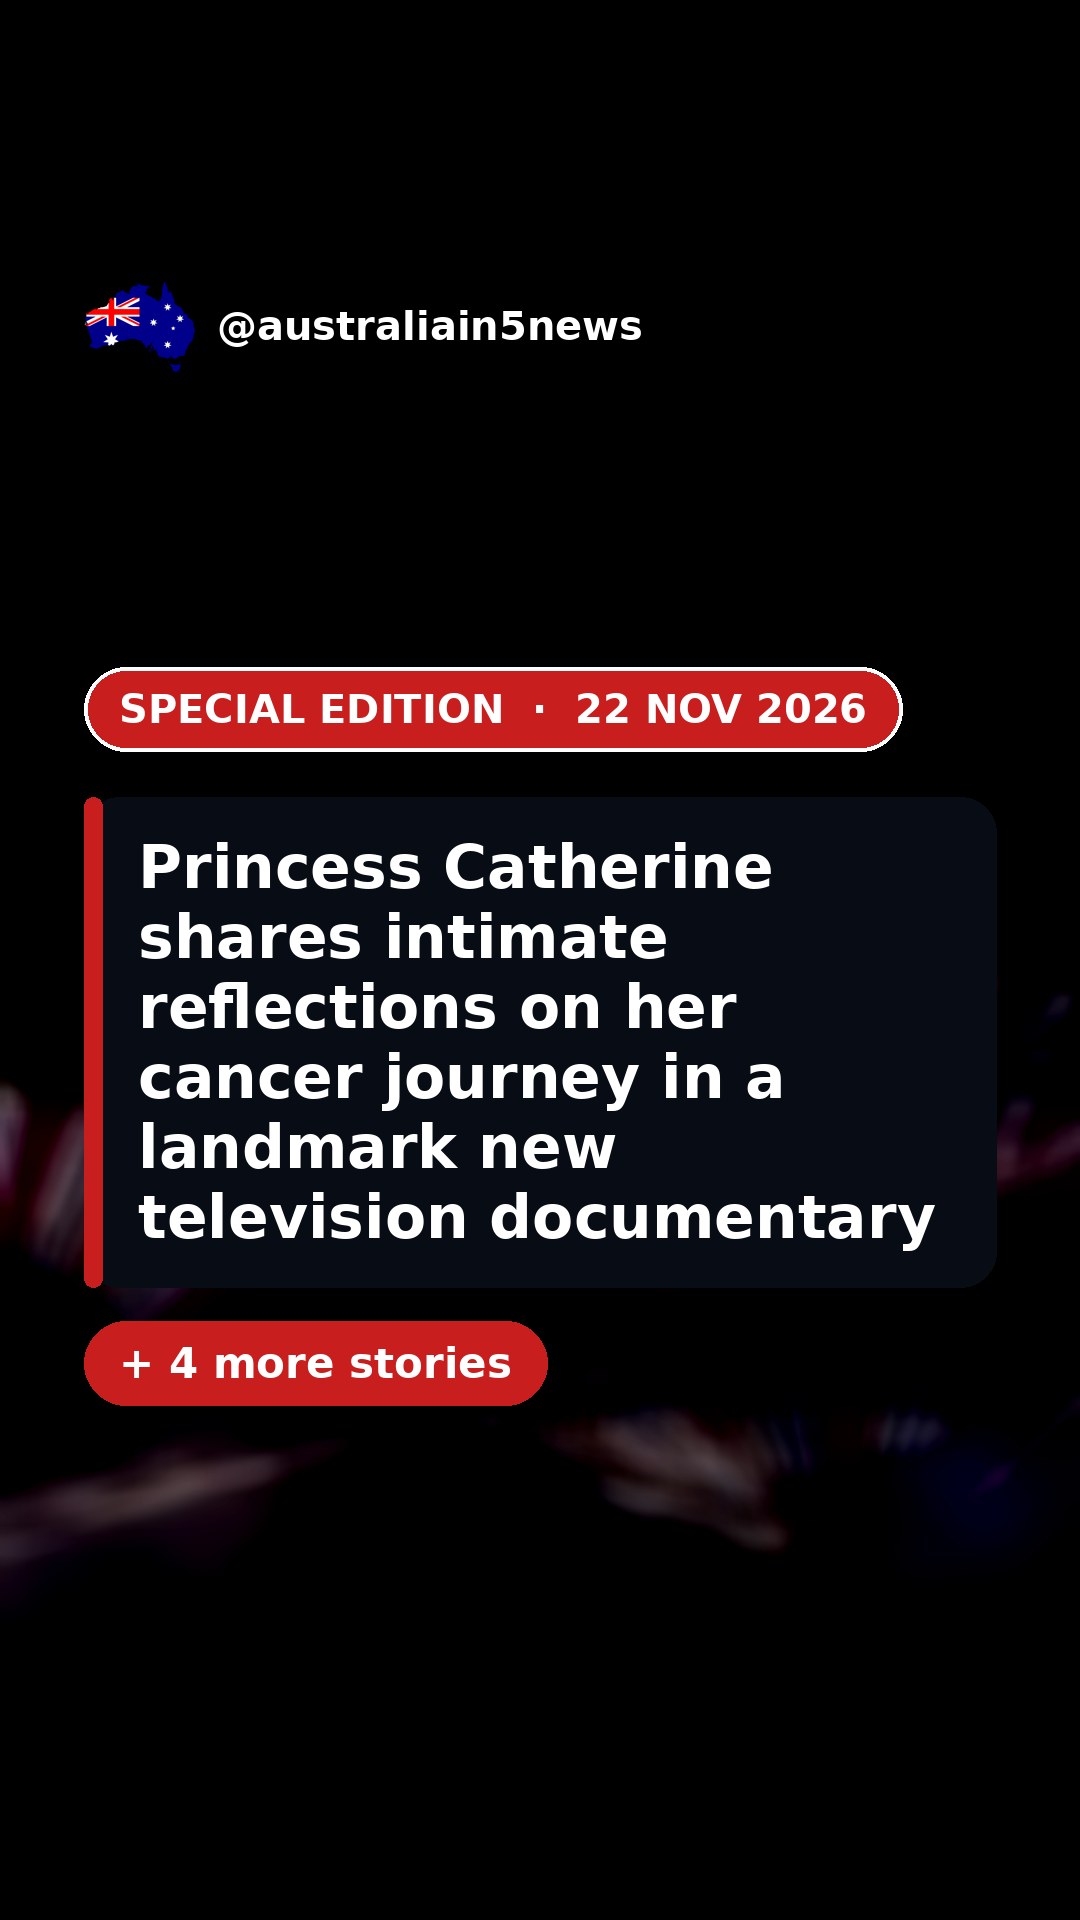 @australiain5news
SPECIAL EDITION · 22 NOV 2026
Princess Catherine
shares intimate
reflections on her
cancer journey in a
landmark new
television documentary
+ 4 more stories